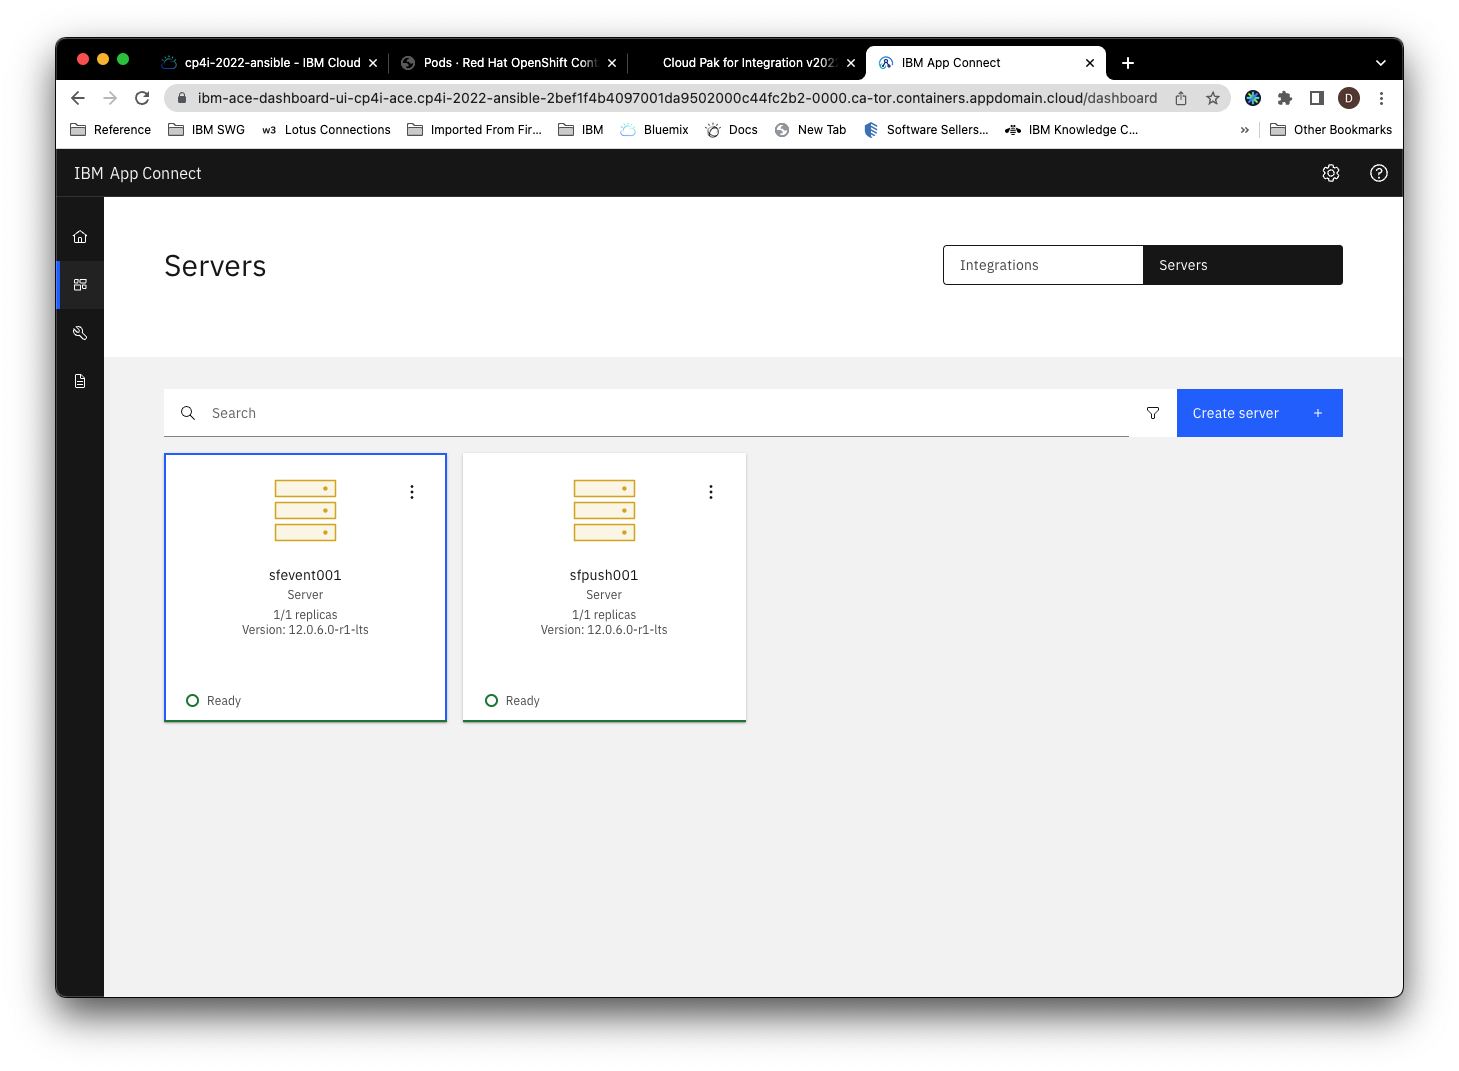 cp4i-2022-ansible - IBM Cloud
Pods · Red Hat OpenShift Cont
Cloud Pak for Integration v202
IBM App Connect
ibm-ace-dashboard-ui-cp4i-ace.cp4i-2022-ansible-2bef1f4b4097001da9502000c44fc2b2-0000.ca-tor.containers.appdomain.cloud/dashboard
D
Reference
IBM SWG
w3 Lotus Connections
Imported From Fir...
IBM
Bluemix
Docs
New Tab
Software Sellers...
IBM Knowledge C...
»
Other Bookmarks
IBM App Connect
Servers
Integrations
Servers
Search
Create server +
sfevent001
Server
1/1 replicas
Version: 12.0.6.0-r1-lts
Ready
sfpush001
Server
1/1 replicas
Version: 12.0.6.0-r1-lts
Ready